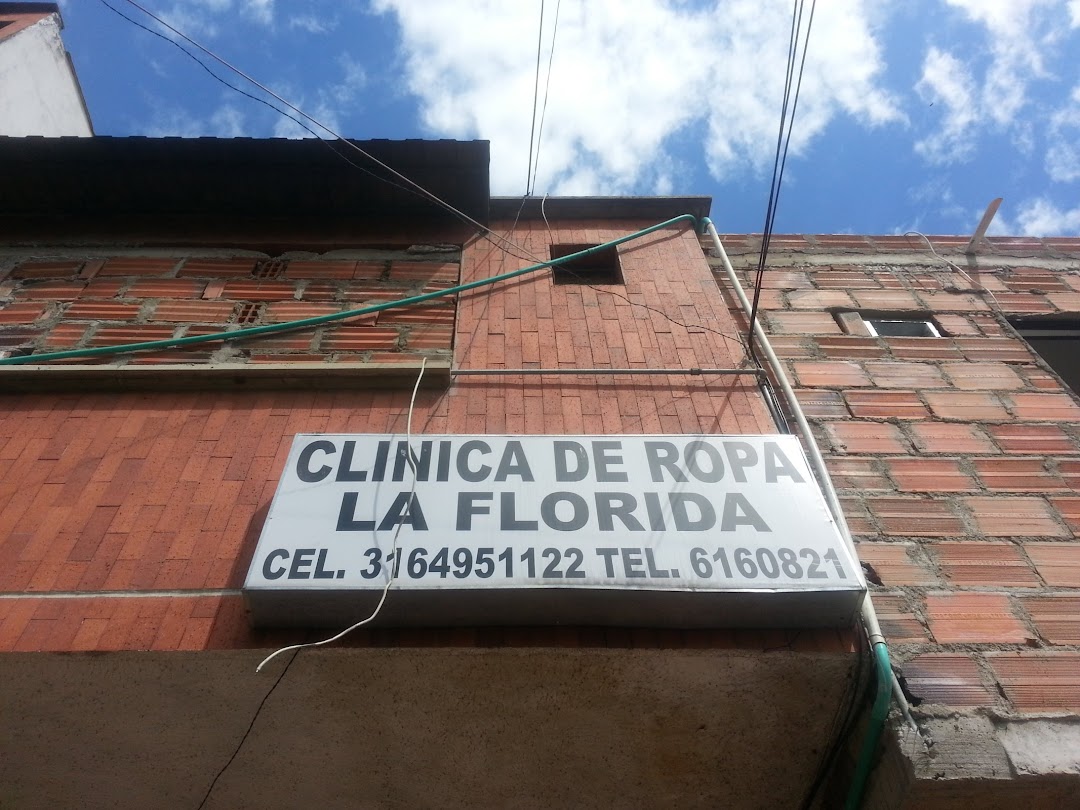 CLINICA DE ROPA
LA FLORIDA
CEL. 3164951122 TEL. 6160821